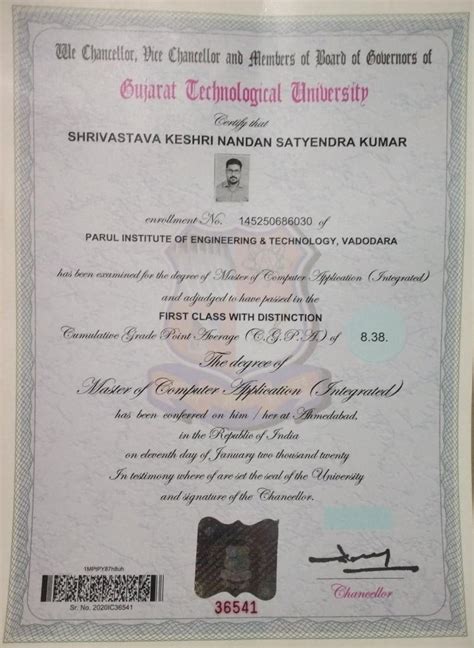 We Chancellor, Vice Chancellor and Members of Board of Governors of
Gujarat Technological University
Certify that
SHRIVASTAVA KESHRI NANDAN SATYENDRA KUMAR
enrollment No. 145250686030 of
PARUL INSTITUTE OF ENGINEERING & TECHNOLOGY, VADODARA
has been examined for the degree of Master of Computer Application (Integrated)
and adjudged to have passed in the
FIRST CLASS WITH DISTINCTION
Cumulative Grade Point Average (C.G.P.A.) of 8.38.
The degree of
Master of Computer Application (Integrated)
has been conferred on him / her at Ahmedabad,
in the Republic of India
on eleventh day of January two thousand twenty
In testimony where of are set the seal of the University
and signature of the Chancellor.
Sr. No. 2020IC36541
36541
Chancellor